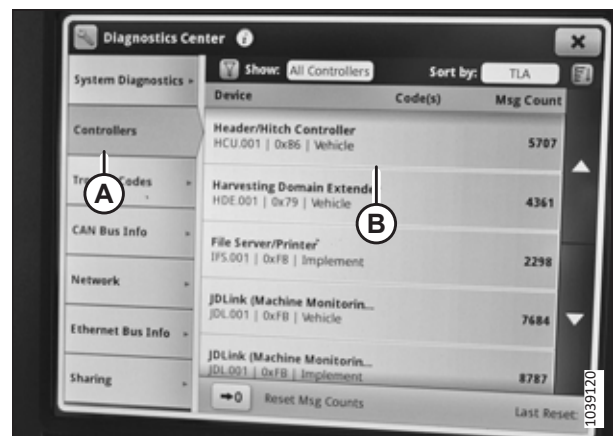 Diagnostics Center
System Diagnostics
Controllers
CAN Bus Info
Network
Ethernet Bus Info
Sharing
Show: All Controllers Sort by: TLA
Device Code(s) Msg Count
Header/Hitch Controller
HCU.001 | 0x86 | Vehicle 5707
Harvesting Domain
HDE.001 | 0x79 | Vehicle 4361
File Server/Printer
IFS.001 | 0xFB | Implement 2298
JDLink (Machine Monitorin...
JDL.001 | 0xFB | Vehicle 7684
JDLink (Machine Monitorin...
JDL.001 | 0xFB | Implement 8787
→0 Reset Msg Counts Last Reset:
A
B
1039120